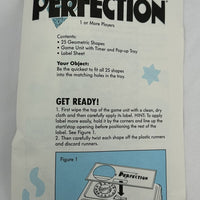 PERFECTION
1 or More Players
Contents:
• 25 Geometric Shapes
• Game Unit with Timer and Pop-up Tray
• Label Sheet
Your Object:
Be the quickest to fit all 25 shapes
into the matching holes in the tray.
GET READY!
1. First wipe the top of the game unit with a clean, dry
cloth and then carefully apply the label. HINT: To apply
label more easily, hold it by the corners and line up the
start/stop opening before positioning the rest of the
label. See Figure 1.
2. Then carefully twist each shape off the plastic runners
and discard runners.
Figure 1
PERFECTION